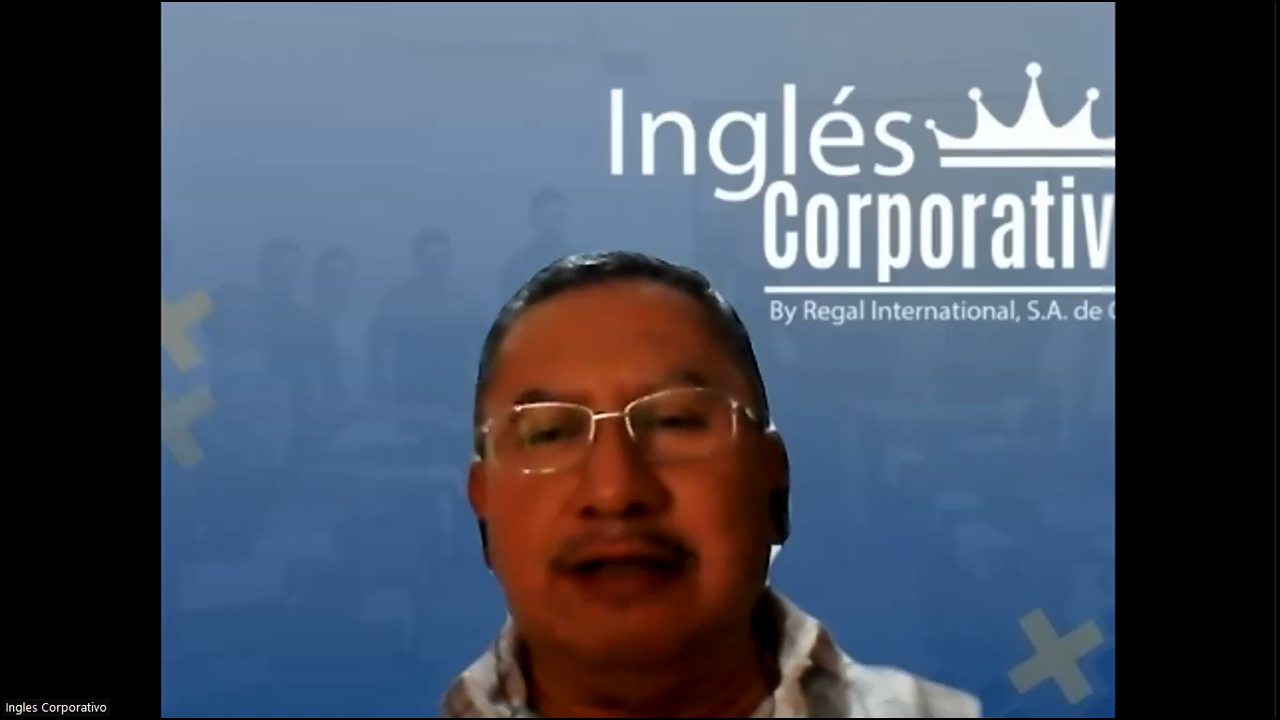 Inglés
Corporativ
By Regal International, S.A. de C
Ingles Corporativo